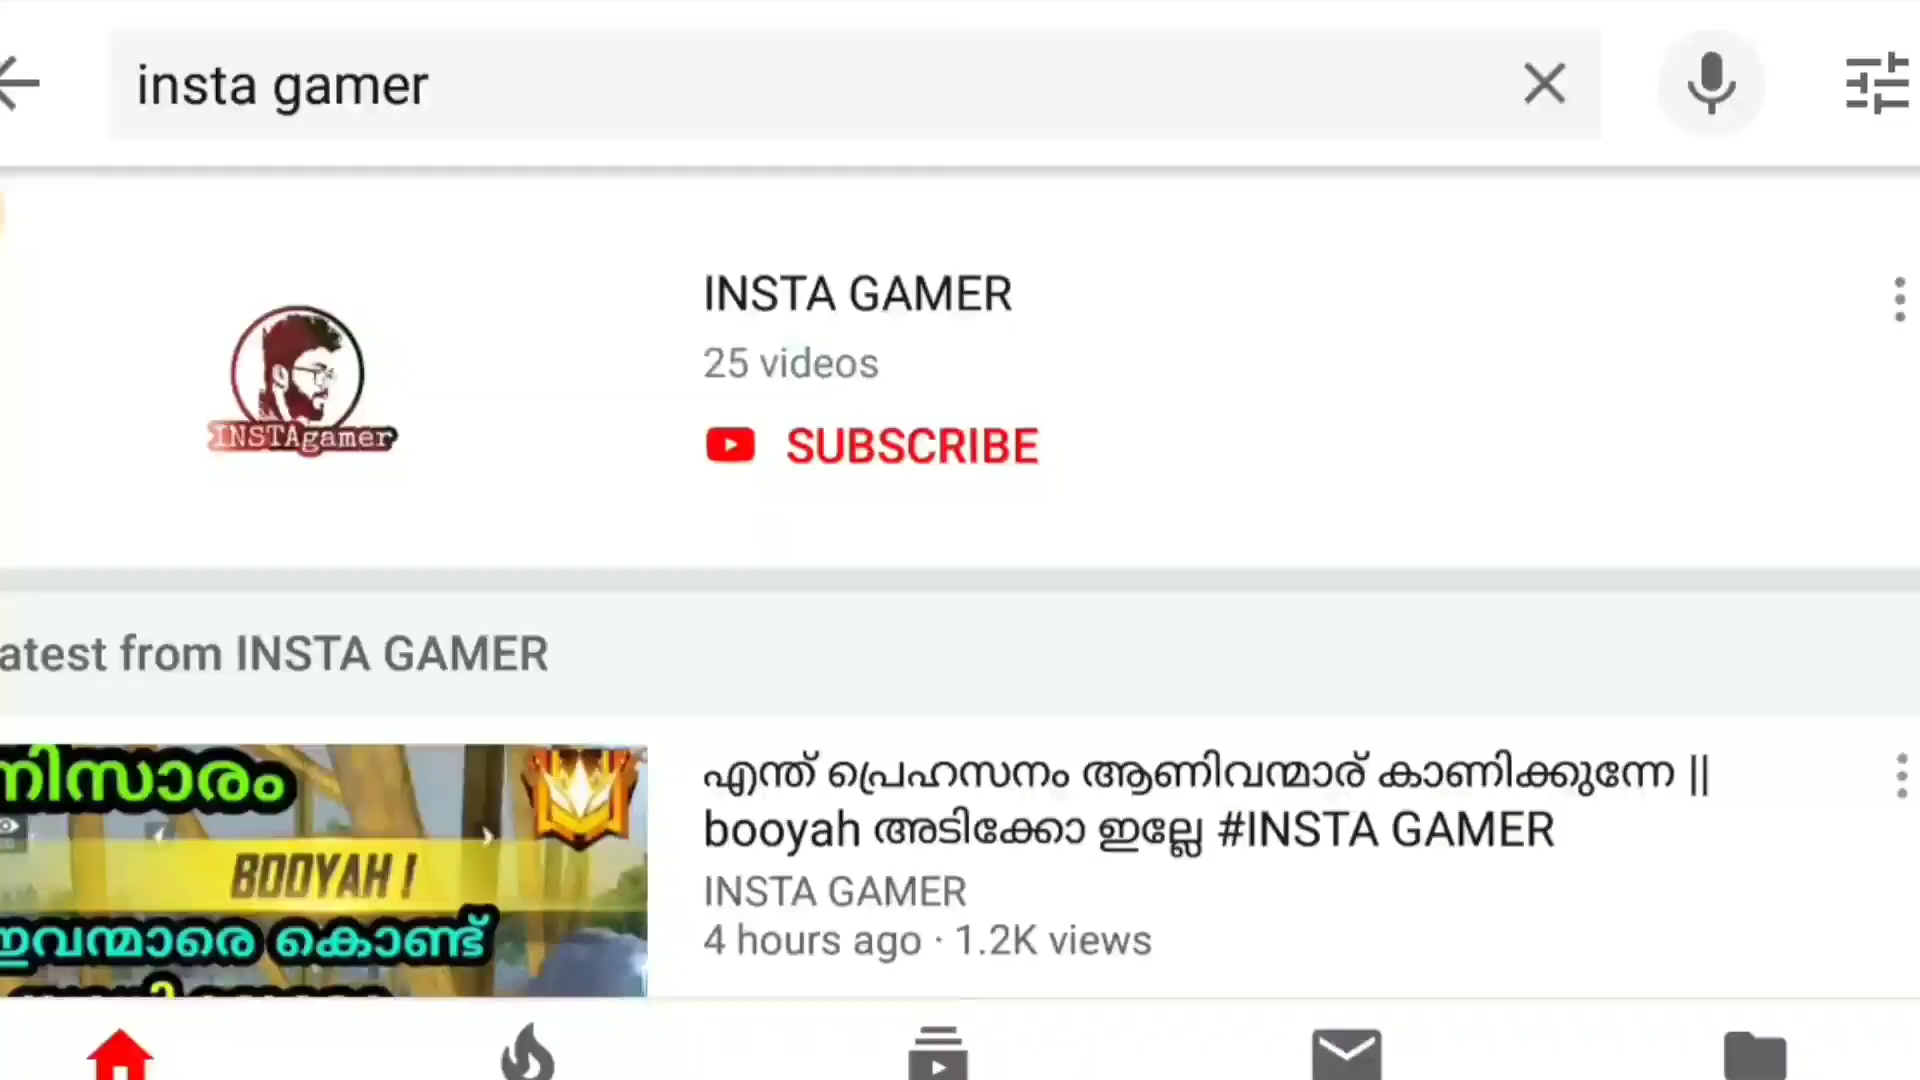 insta gamer
INSTA GAMER
25 videos
INSTAgamer
SUBSCRIBE
atest from INSTA GAMER
നിസാരം
BOOYAH !
ഇവന്മാരെ കൊണ്ട്
എന്ത് പ്രെഹസനം ആണിവന്മാര് കാണിക്കുന്നേ ||
booyah അടിക്കോ ഇല്ലേ #INSTA GAMER
INSTA GAMER
4 hours ago · 1.2K views